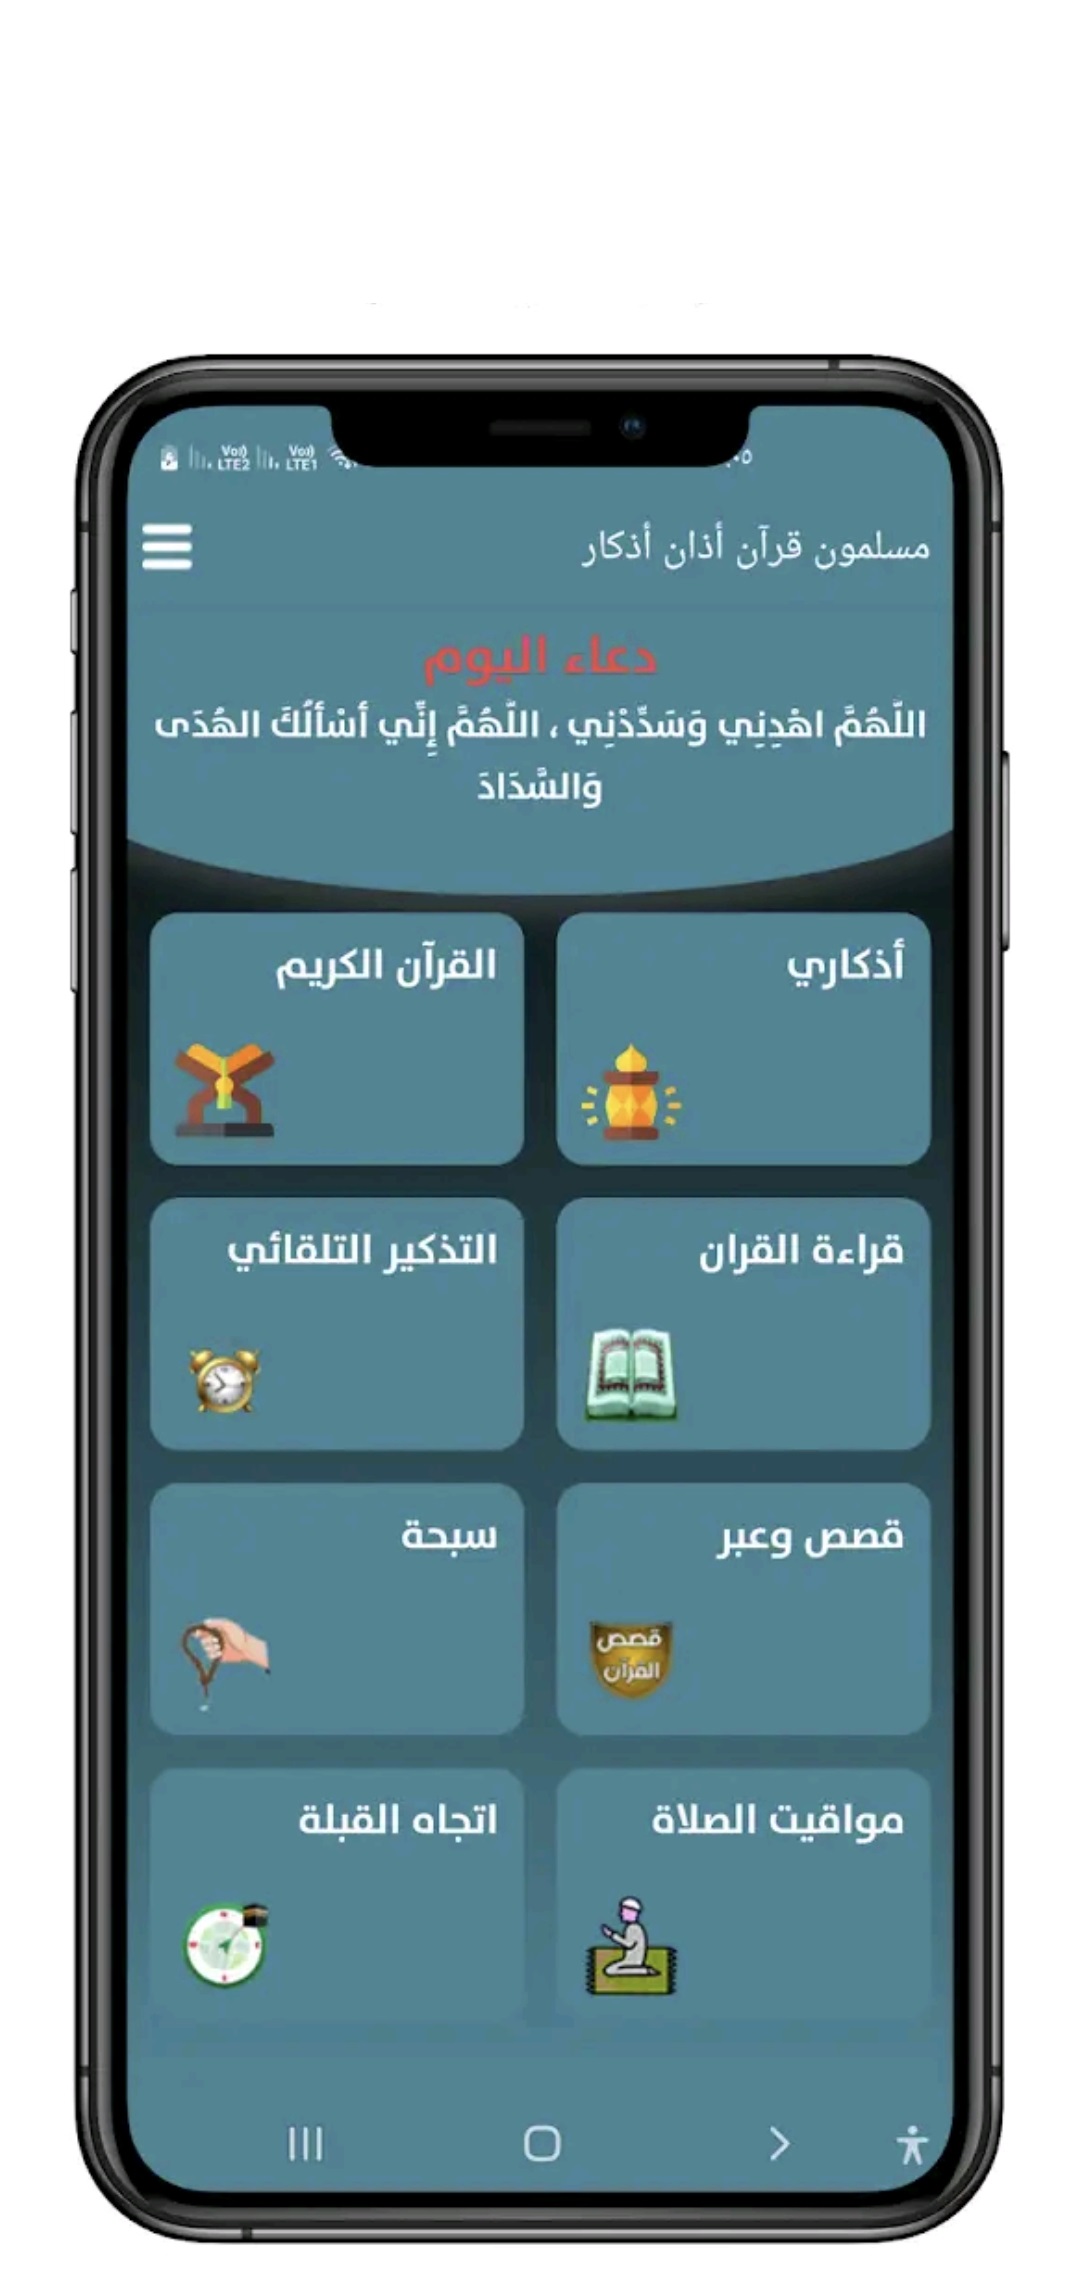 Vo)) LTE2 Vo)) LTE1
مسلمون قرآن أذان أذكار
دعاء اليوم
اللَّهُمَّ اهْدِنِي وَسَدِّدْنِي ، اللَّهُمَّ إِنِّي أسْألُكَ الهُدَى
وَالسَّدَادَ
أذكاري
القرآن الكريم
قراءة القران
التذكير التلقائي
قصص وعبر
سبحة
قصص
القرآن
مواقيت الصلاة
اتجاه القبلة